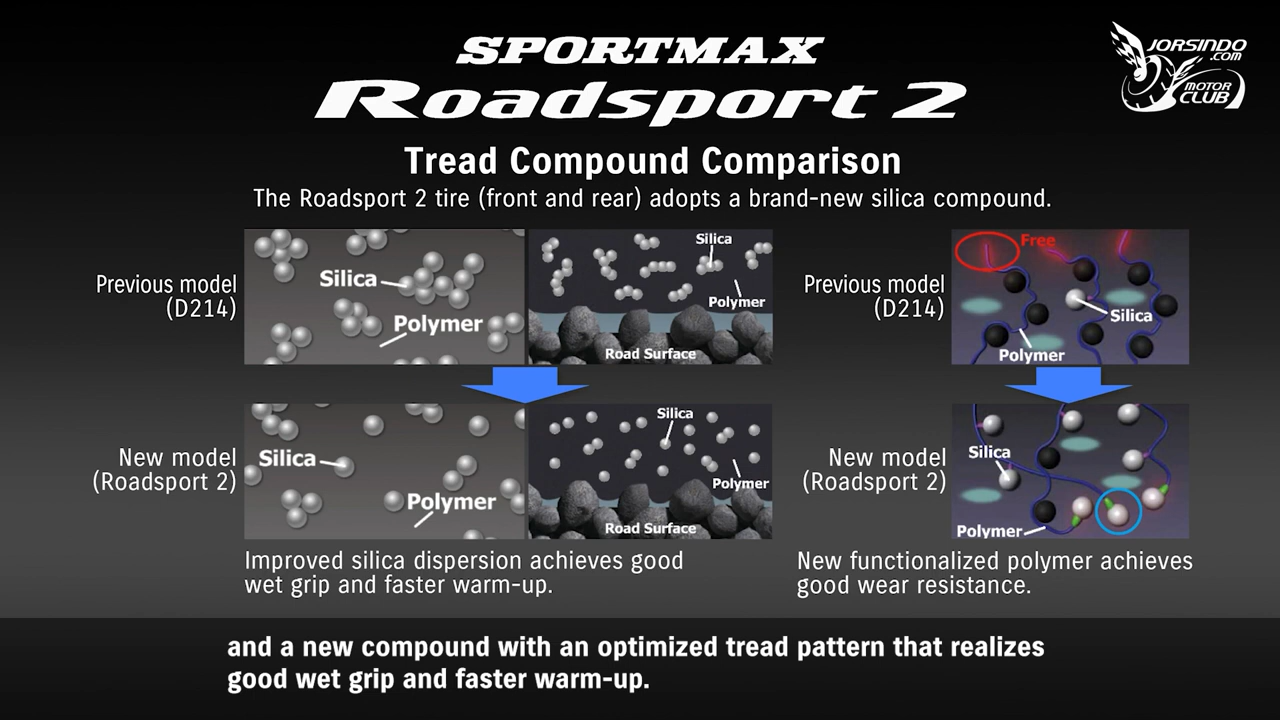 SPORTMAX
Roadsport 2
JORSINDO
.COM
MOTOR
CLUB
Tread Compound Comparison
The Roadsport 2 tire (front and rear) adopts a brand-new silica compound.
Previous model
(D214)
Silica
Polymer
Silica
Polymer
Road Surface
Previous model
(D214)
Free
Silica
Polymer
New model
(Roadsport 2)
Silica
Polymer
Silica
Polymer
Road Surface
New model
(Roadsport 2)
Silica
Polymer
Improved silica dispersion achieves good
wet grip and faster warm-up.
New functionalized polymer achieves
good wear resistance.
and a new compound with an optimized tread pattern that realizes
good wet grip and faster warm-up.